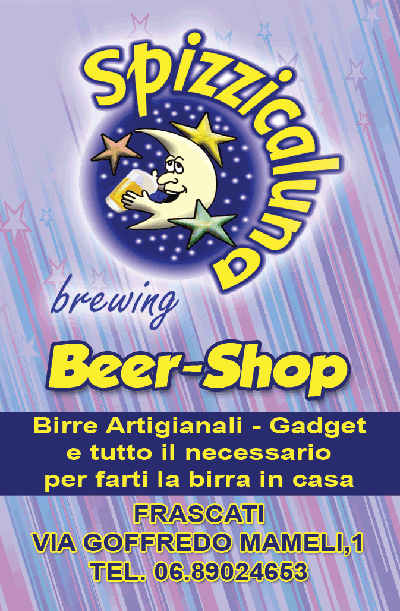 Spizzicaluna
brewing
Beer-Shop
Birre Artigianali - Gadget
e tutto il necessario
per farti la birra in casa
FRASCATI
VIA GOFFREDO MAMELI,1
TEL. 06.89024653